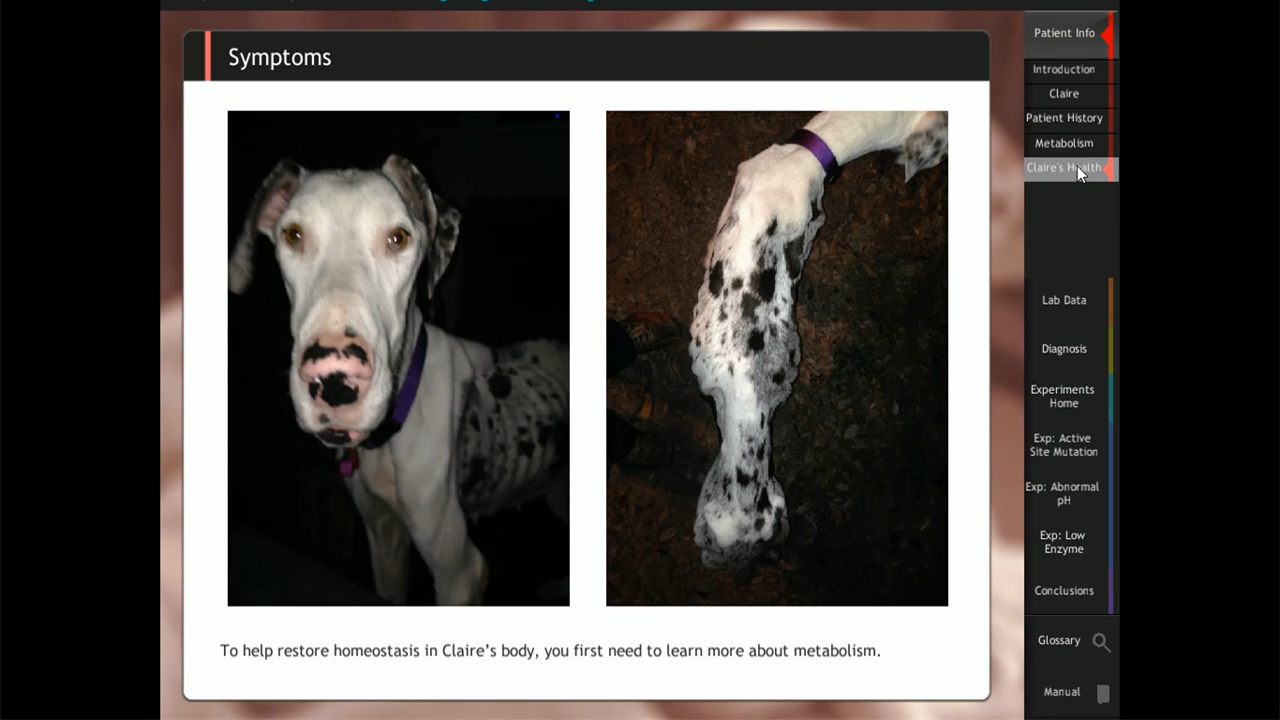 Symptoms
To help restore homeostasis in Claire's body, you first need to learn more about metabolism.
Patient Info
Introduction
Claire
Patient History
Metabolism
Claire's Health
Lab Data
Diagnosis
Experiments
Home
Exp: Active
Site Mutation
Exp: Abnormal
pH
Exp: Low
Enzyme
Conclusions
Glossary
Manual